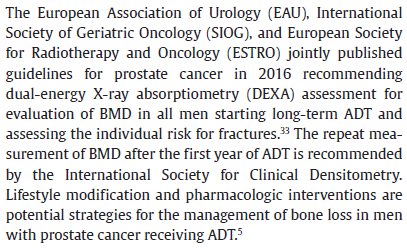 The European Association of Urology (EAU), International
Society of Geriatric Oncology (SIOG), and European Society
for Radiotherapy and Oncology (ESTRO) jointly published
guidelines for prostate cancer in 2016 recommending
dual-energy X-ray absorptiometry (DEXA) assessment for
evaluation of BMD in all men starting long-term ADT and
assessing the individual risk for fractures.33 The repeat mea-
surement of BMD after the first year of ADT is recommended
by the International Society for Clinical Densitometry.
Lifestyle modification and pharmacologic interventions are
potential strategies for the management of bone loss in men
with prostate cancer receiving ADT.5